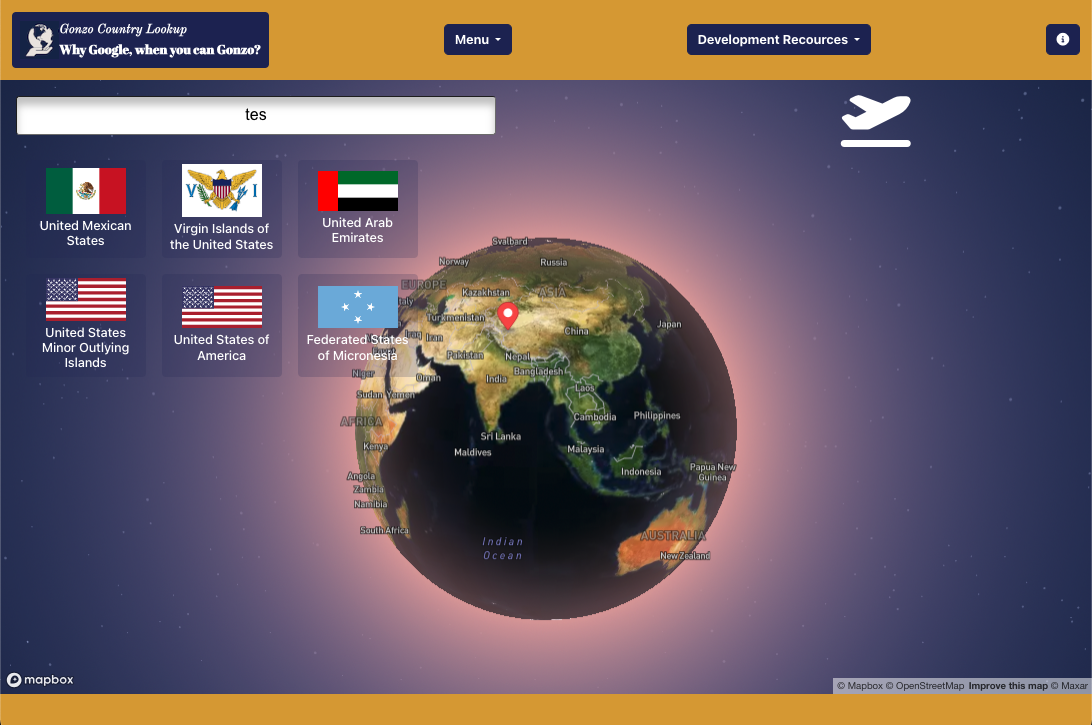 Gonzo Country Lookup
Why Google, when you can Gonzo?
Menu
Development Recources
tes
United Mexican
States
V I
Virgin Islands of
the United States
United Arab
Emirates
United States
Minor Outlying
Islands
United States of
America
Federated States
of Micronesia
Svalbard
Norway
Russia
EUROPE
Kazakhstan
ASIA
Italy
Turkmenistan
Japan
China
Iraq
Iran
Pakistan
Nepal
Bangladesh
Niger
Oman
India
Laos
Sudan
Yemen
AFRICA
Cambodia
Philippines
Kenya
Sri Lanka
Maldives
Malaysia
Indonesia
Papua New
Guinea
Angola
Zambia
Namibia
South Africa
Indian
Ocean
AUSTRALIA
New Zealand
mapbox
© Mapbox © OpenStreetMap Improve this map © Maxar